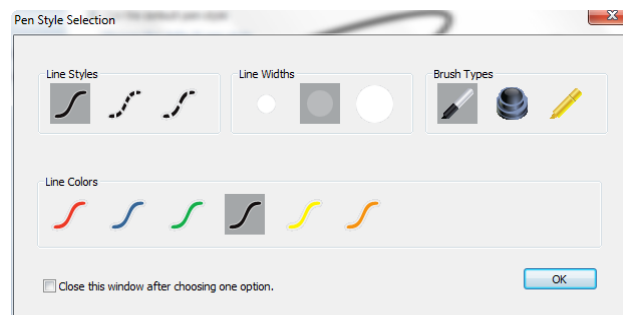 Pen Style Selection
Line Styles
Line Widths
Brush Types
Line Colors
Close this window after choosing one option.
OK